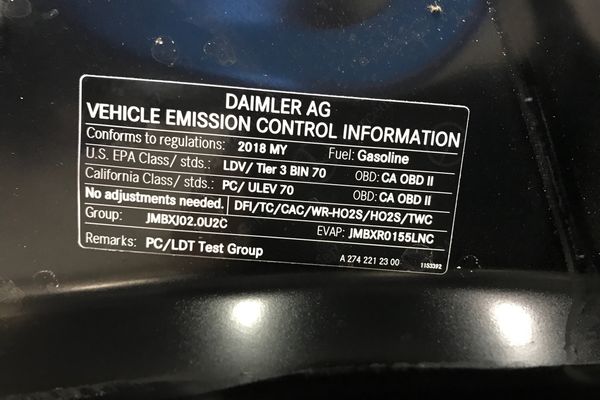 DAIMLER AG
VEHICLE EMISSION CONTROL INFORMATION
Conforms to regulations: 2018 MY Fuel: Gasoline
U.S. EPA Class/ stds.: LDV/ Tier 3 BIN 70 OBD: CA OBD II
California Class/ stds.: PC/ ULEV 70 OBD: CA OBD II
No adjustments needed. DFI/TC/CAC/WR-HO2S/HO2S/TWC
Group: JMBXJ02.0U2C EVAP: JMBXR0155LNC
Remarks: PC/LDT Test Group A 274 221 23 00 1153392